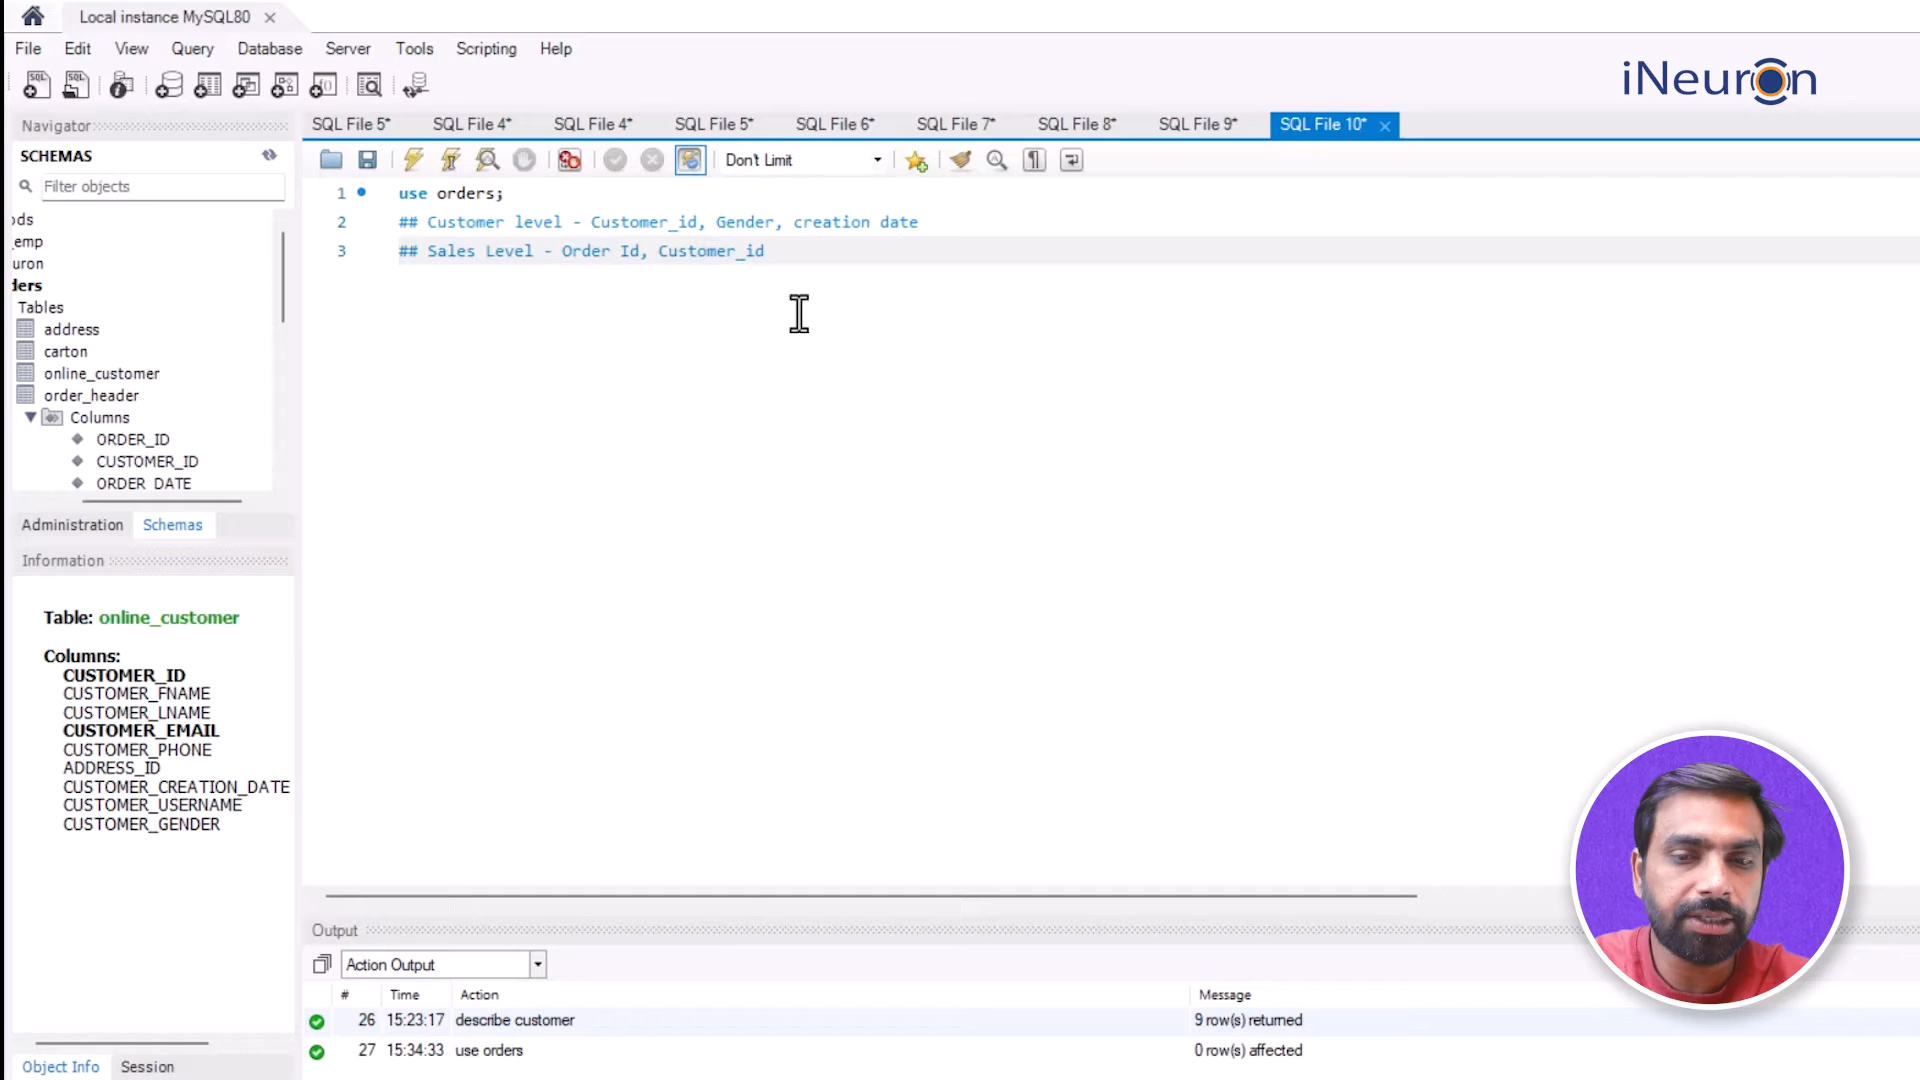 Local instance MySQL80
File Edit View Query Database Server Tools Scripting Help
iNeuron
Navigator
SQL File 5* SQL File 4* SQL File 4* SQL File 5* SQL File 6* SQL File 7* SQL File 8* SQL File 9* SQL File 10*
SCHEMAS
Don't Limit
Filter objects
1 use orders;
2 ## Customer level - Customer_id, Gender, creation date
3 ## Sales Level - Order Id, Customer_id
ods
_emp
uron
ders
Tables
address
carton
online_customer
order_header
Columns
ORDER_ID
CUSTOMER_ID
ORDER_DATE
Administration Schemas
Information
Table: online_customer
Columns:
CUSTOMER_ID
CUSTOMER_FNAME
CUSTOMER_LNAME
CUSTOMER_EMAIL
CUSTOMER_PHONE
ADDRESS_ID
CUSTOMER_CREATION_DATE
CUSTOMER_USERNAME
CUSTOMER_GENDER
Output
Action Output
# Time Action Message
26 15:23:17 describe customer 9 row(s) returned
27 15:34:33 use orders 0 row(s) affected
Object Info Session